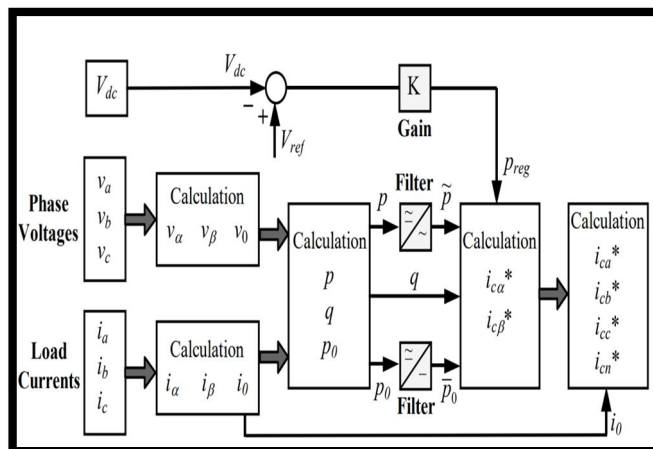 V_dc
V_dc
−
+
V_ref
K
Gain
p_reg
Phase
Voltages
v_a
v_b
v_c
Calculation
v_α v_β v_0
Load
Currents
i_a
i_b
i_c
Calculation
i_α i_β i_0
Calculation
p
q
p_0
p
Filter
p̃
≃ ~
q
p_0
≃ −
Filter
p̄_0
Calculation
i_cα*
i_cβ*
Calculation
i_ca*
i_cb*
i_cc*
i_cn*
i_0